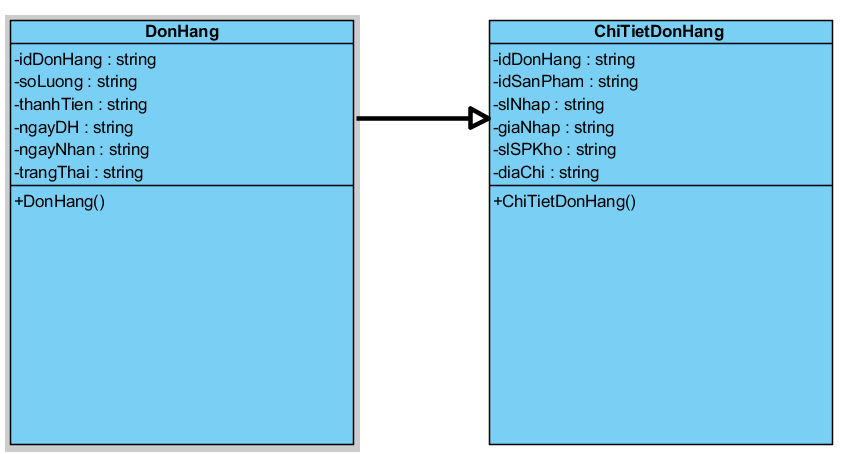 DonHang
-idDonHang : string
-soLuong : string
-thanhTien : string
-ngayDH : string
-ngayNhan : string
-trangThai : string
+DonHang()
ChiTietDonHang
-idDonHang : string
-idSanPham : string
-slNhap : string
-giaNhap : string
-slSPKho : string
-diaChi : string
+ChiTietDonHang()